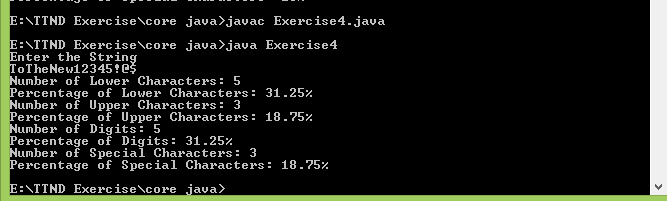 E:\TTND Exercise\core java>javac Exercise4.java
E:\TTND Exercise\core java>java Exercise4
Enter the String
ToTheNew12345!@$
Number of Lower Characters: 5
Percentage of Lower Characters: 31.25%
Number of Upper Characters: 3
Percentage of Upper Characters: 18.75%
Number of Digits: 5
Percentage of Digits: 31.25%
Number of Special Characters: 3
Percentage of Special Characters: 18.75%
E:\TTND Exercise\core java>